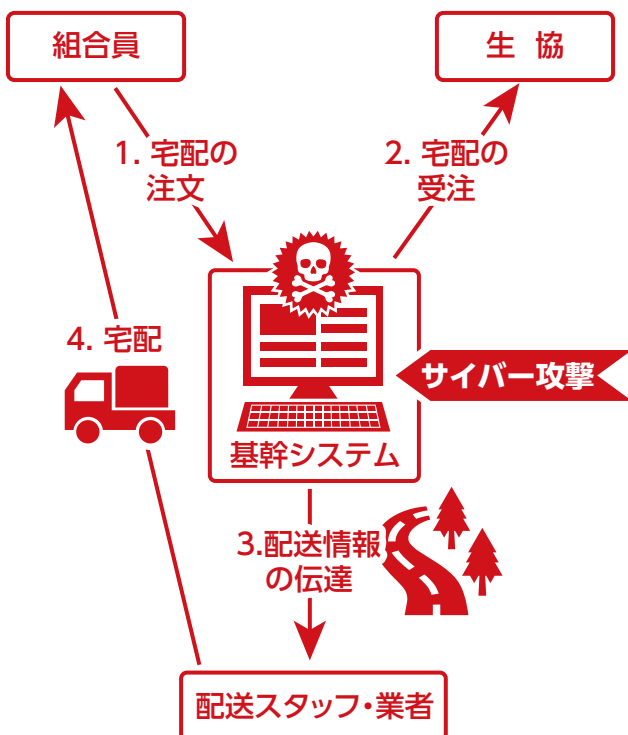 組合員
生 協
1. 宅配の
注文
2. 宅配の
受注
4. 宅配
サイバー攻撃
基幹システム
3.配送情報
の伝達
配送スタッフ・業者